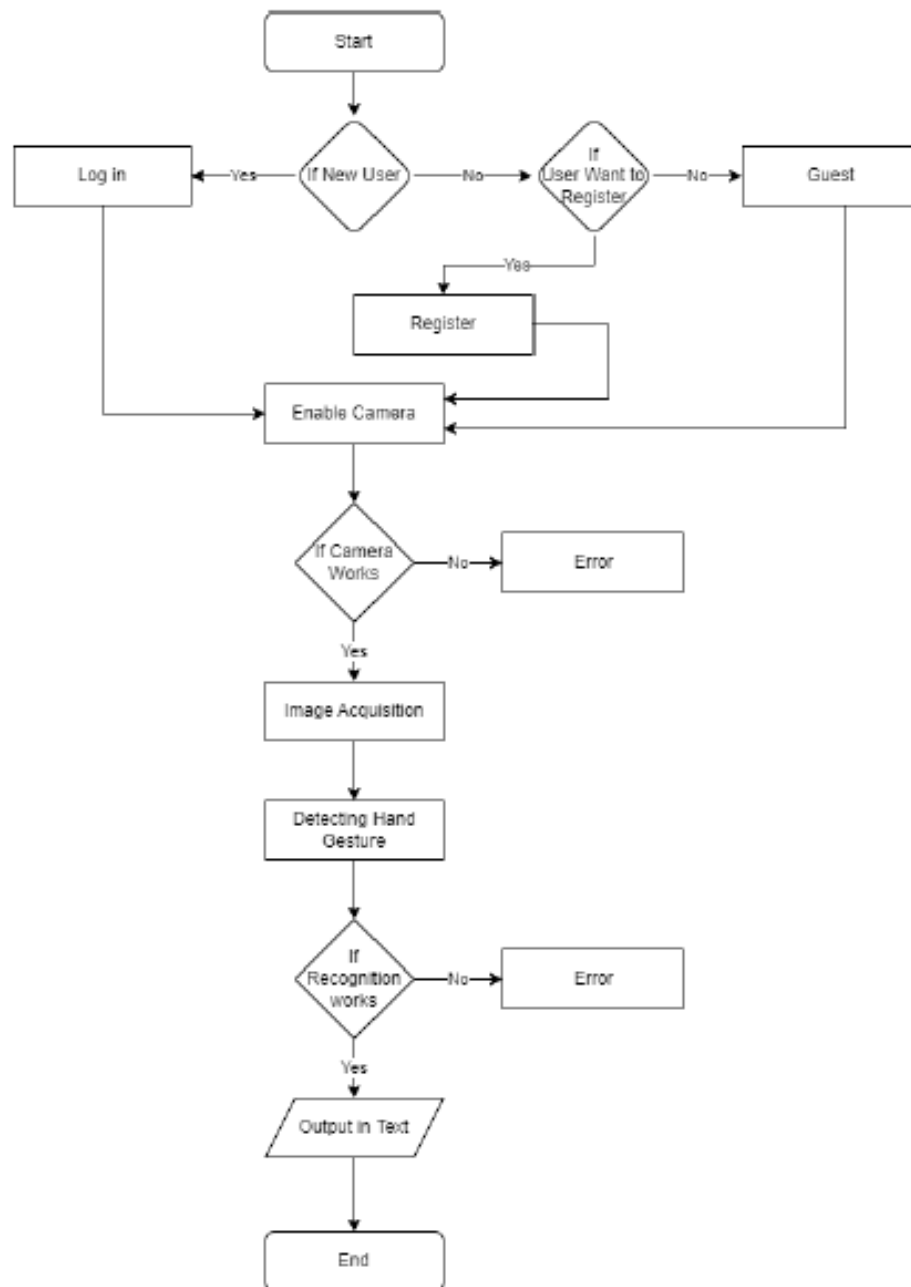 Start
If New User
Yes
Log in
No
If
User Want to
Register
No
Guest
Yes
Register
Enable Camera
If Camera
Works
No
Error
Yes
Image Acquisition
Detecting Hand
Gesture
If
Recognition
works
No
Error
Yes
Output in Text
End